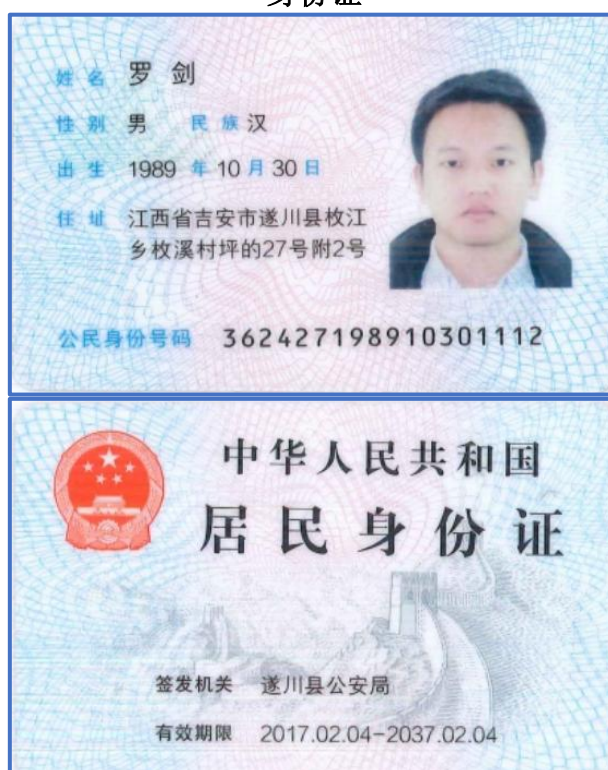 身份证
姓名 罗剑
性别 男 民族 汉
出生 1989 年 10 月 30 日
住址 江西省吉安市遂川县枚江
乡枚溪村坪的27号附2号
公民身份号码 362427198910301112
中华人民共和国
居民身份证
签发机关 遂川县公安局
有效期限 2017.02.04-2037.02.04